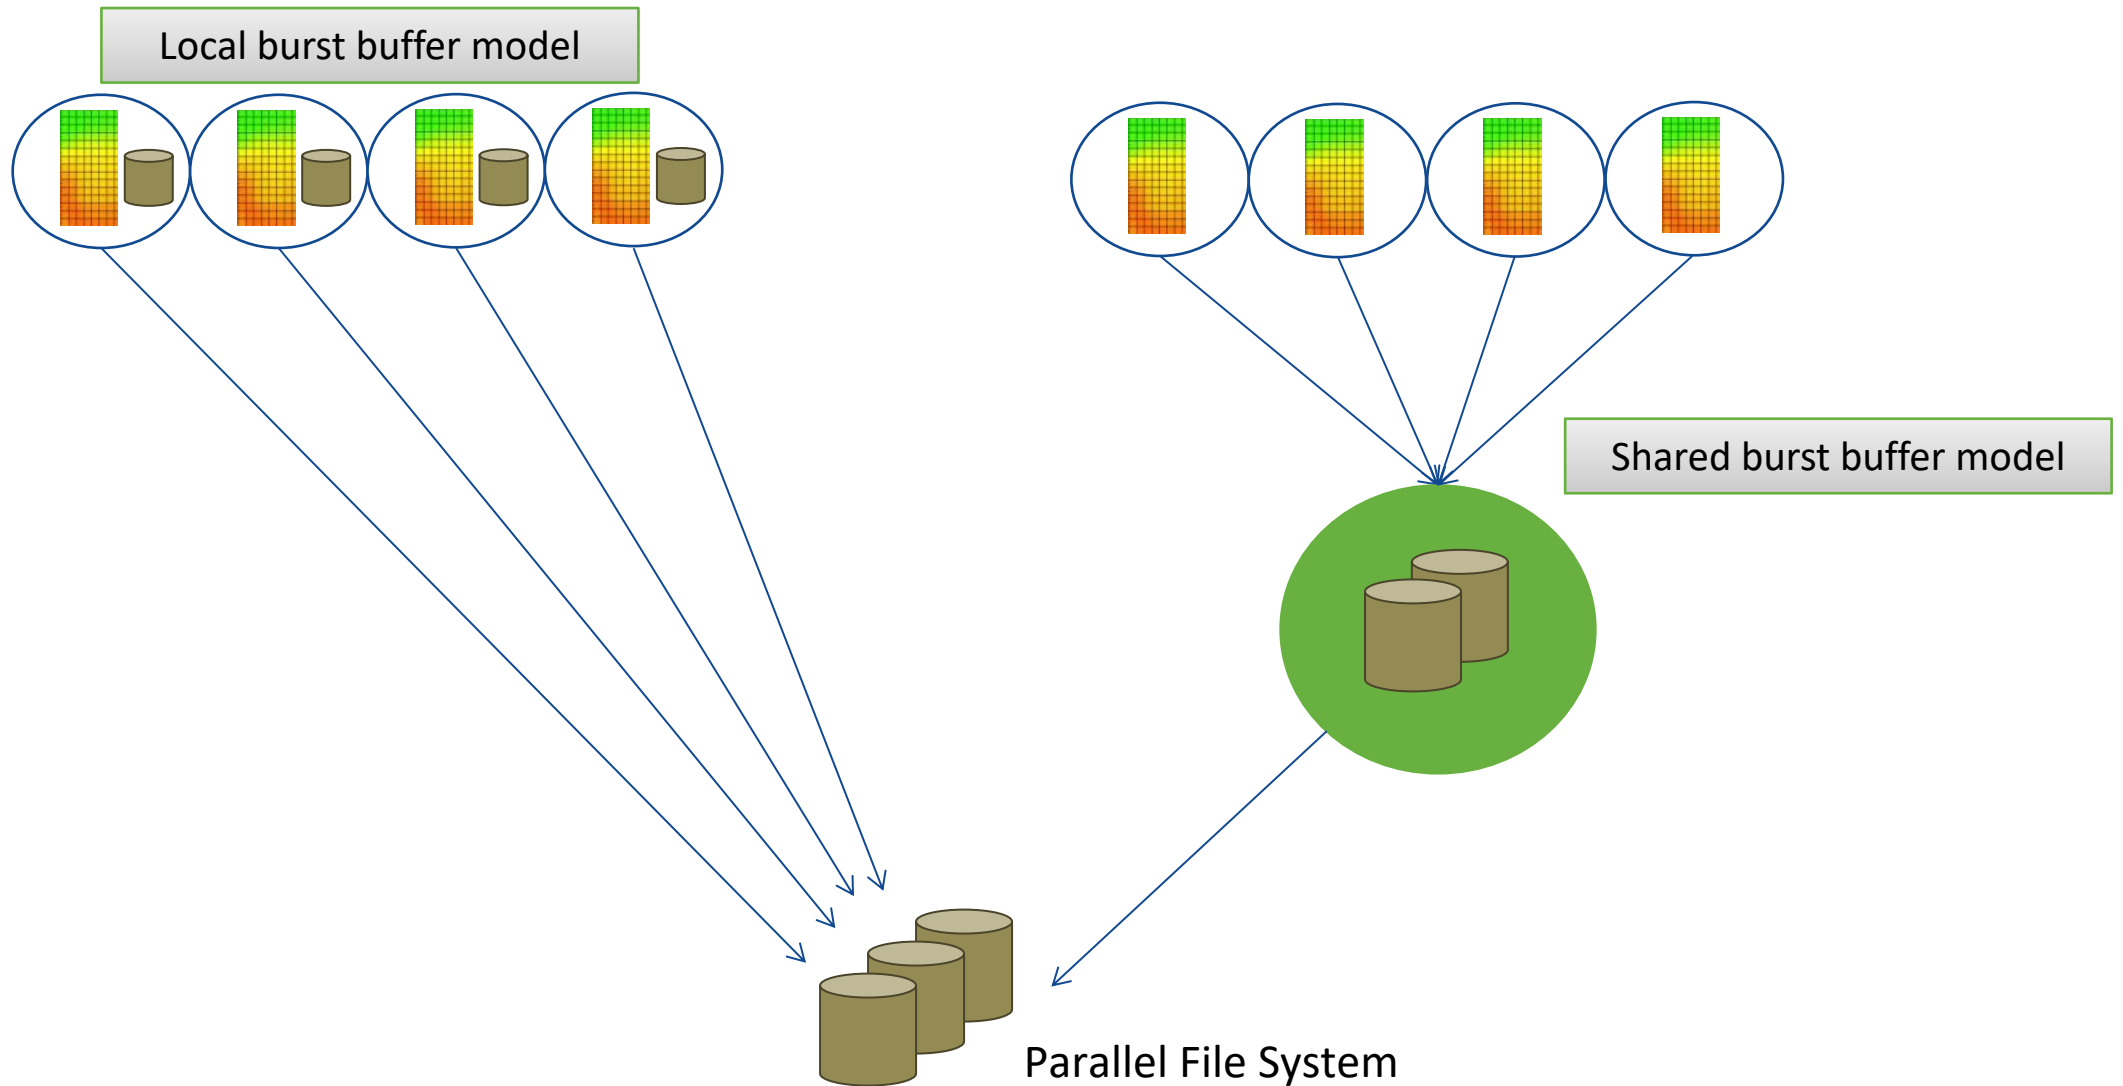 Local burst buffer model
Shared burst buffer model
Parallel File System